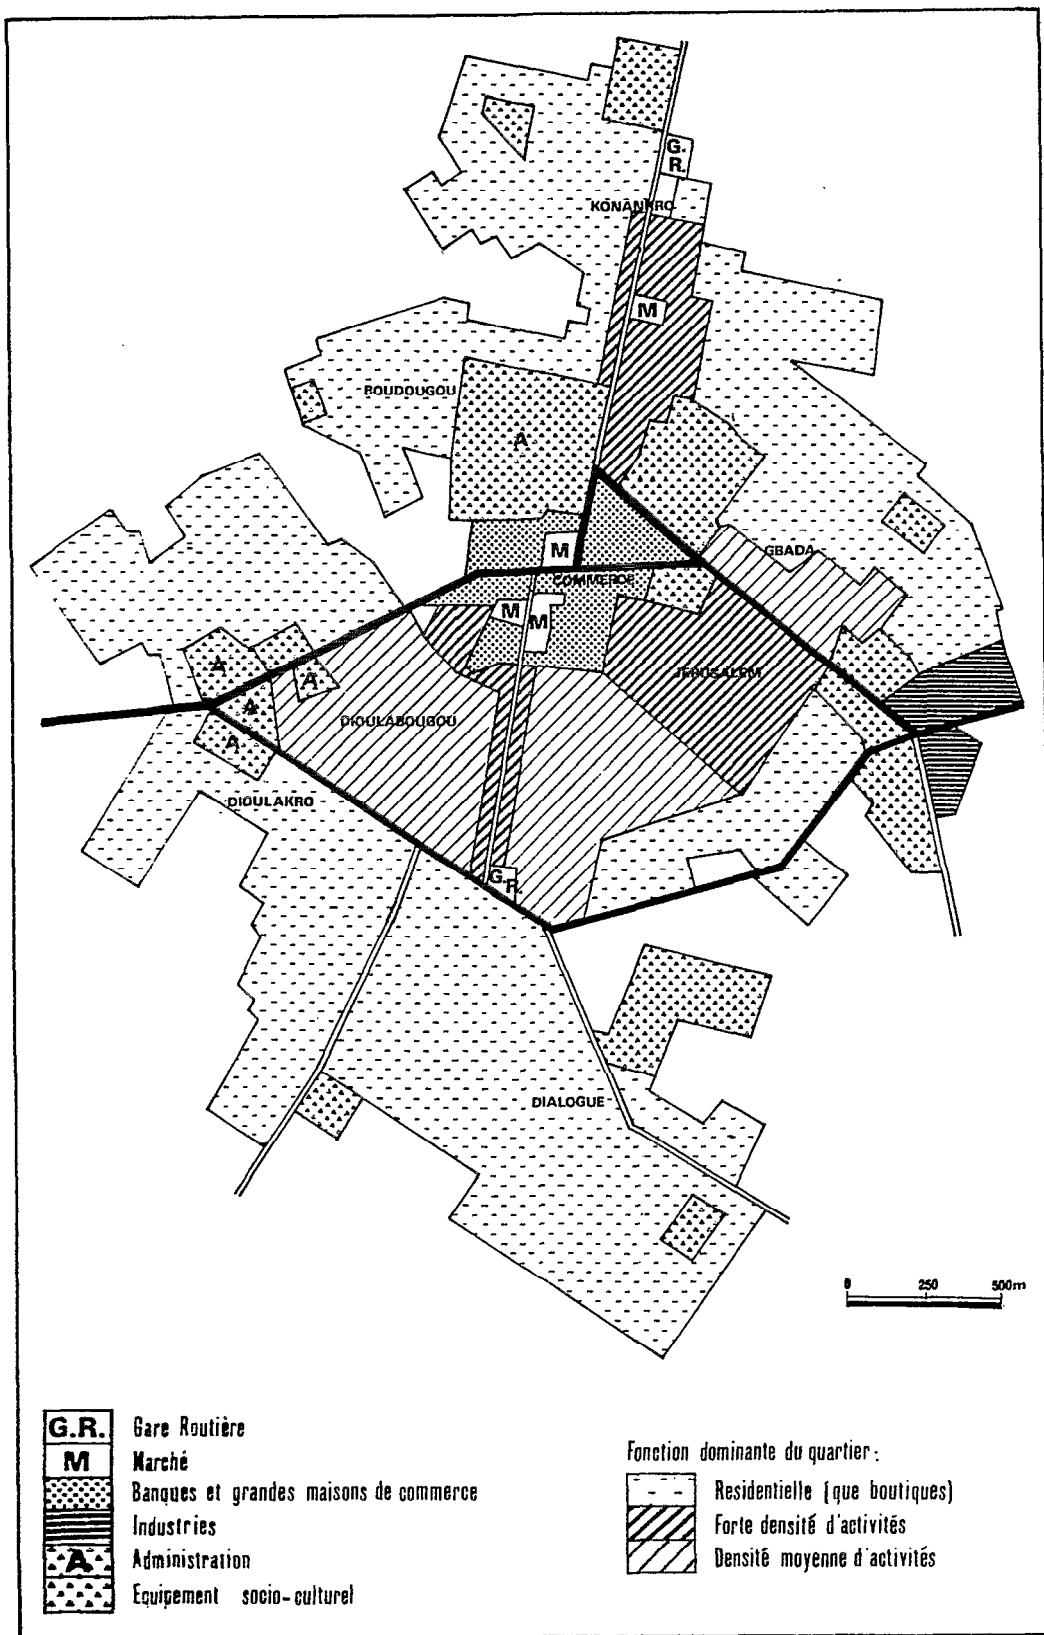 G.
R.
KONANKRO
M
BOUDOUGOU
A
M
GBADA
COMMERCE
M
M
A
A
JERUSALEM
A
DIOULABOUGOU
A
DIOULAKRO
G.
R.
DIALOGUE
0 250 500m
G.R. Gare Routière
M Marché
Banques et grandes maisons de commerce
Industries
A Administration
Equipement socio-culturel
Fonction dominante du quartier :
Residentielle (que boutiques)
Forte densité d'activités
Densité moyenne d'activités